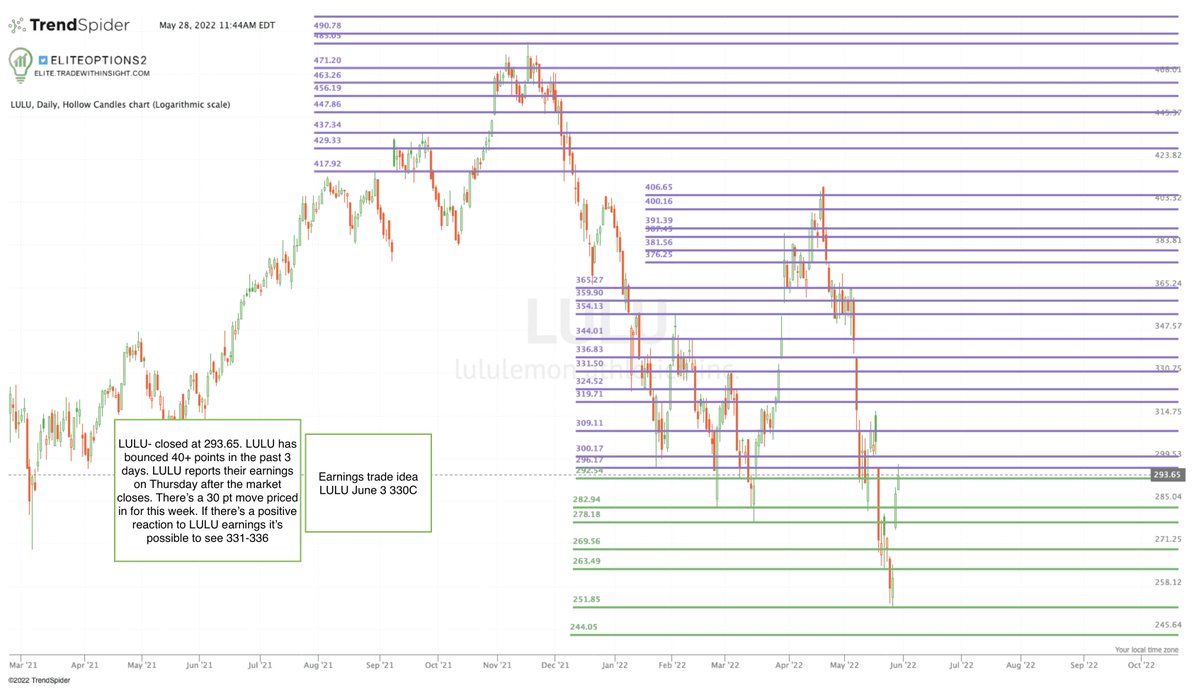 TrendSpider
May 28, 2022 11:44AM EDT
ELITEOPTIONS2
ELITE.TRADEWITHINSIGHT.COM
LULU, Daily, Hollow Candles chart (Logarithmic scale)
490.78
485.05
471.20
463.26
456.19
447.86
437.34
429.33
417.92
406.65
400.16
391.39
387.45
381.56
376.25
365.27
359.90
354.13
344.01
336.83
331.50
324.52
319.71
309.11
300.17
296.17
292.54
282.94
278.18
269.56
263.49
251.85
244.05
468.01
445.37
423.82
403.32
383.81
365.24
347.57
330.75
314.75
299.53
293.65
285.04
271.25
258.12
245.64
LULU
lululemon athletica inc.
LULU- closed at 293.65. LULU has
bounced 40+ points in the past 3
days. LULU reports their earnings
on Thursday after the market
closes. There's a 30 pt move priced
in for this week. If there's a positive
reaction to LULU earnings it's
possible to see 331-336
Earnings trade idea
LULU June 3 330C
Your local time zone
Mar '21 Apr '21 May '21 Jun '21 Jul '21 Aug '21 Sep '21 Oct '21 Nov '21 Dec '21 Jan '22 Feb '22 Mar '22 Apr '22 May '22 Jun '22 Jul '22 Aug '22 Sep '22 Oct '22
©2022 TrendSpider